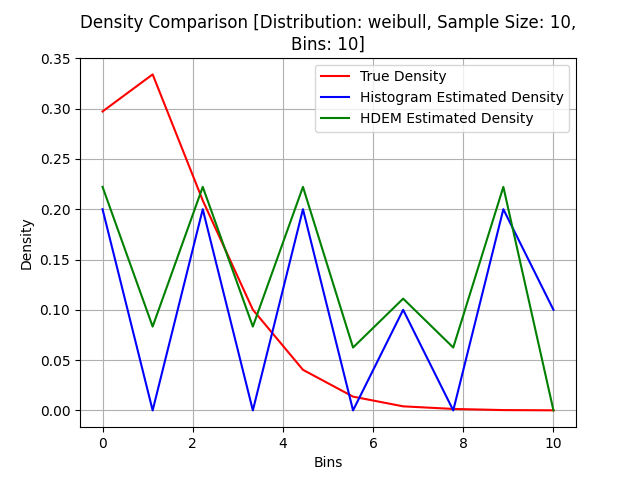 Density Comparison [Distribution: weibull, Sample Size: 10,
Bins: 10]
True Density
Histogram Estimated Density
HDEM Estimated Density
Density
0.35
0.30
0.25
0.20
0.15
0.10
0.05
0.00
0 2 4 6 8 10
Bins